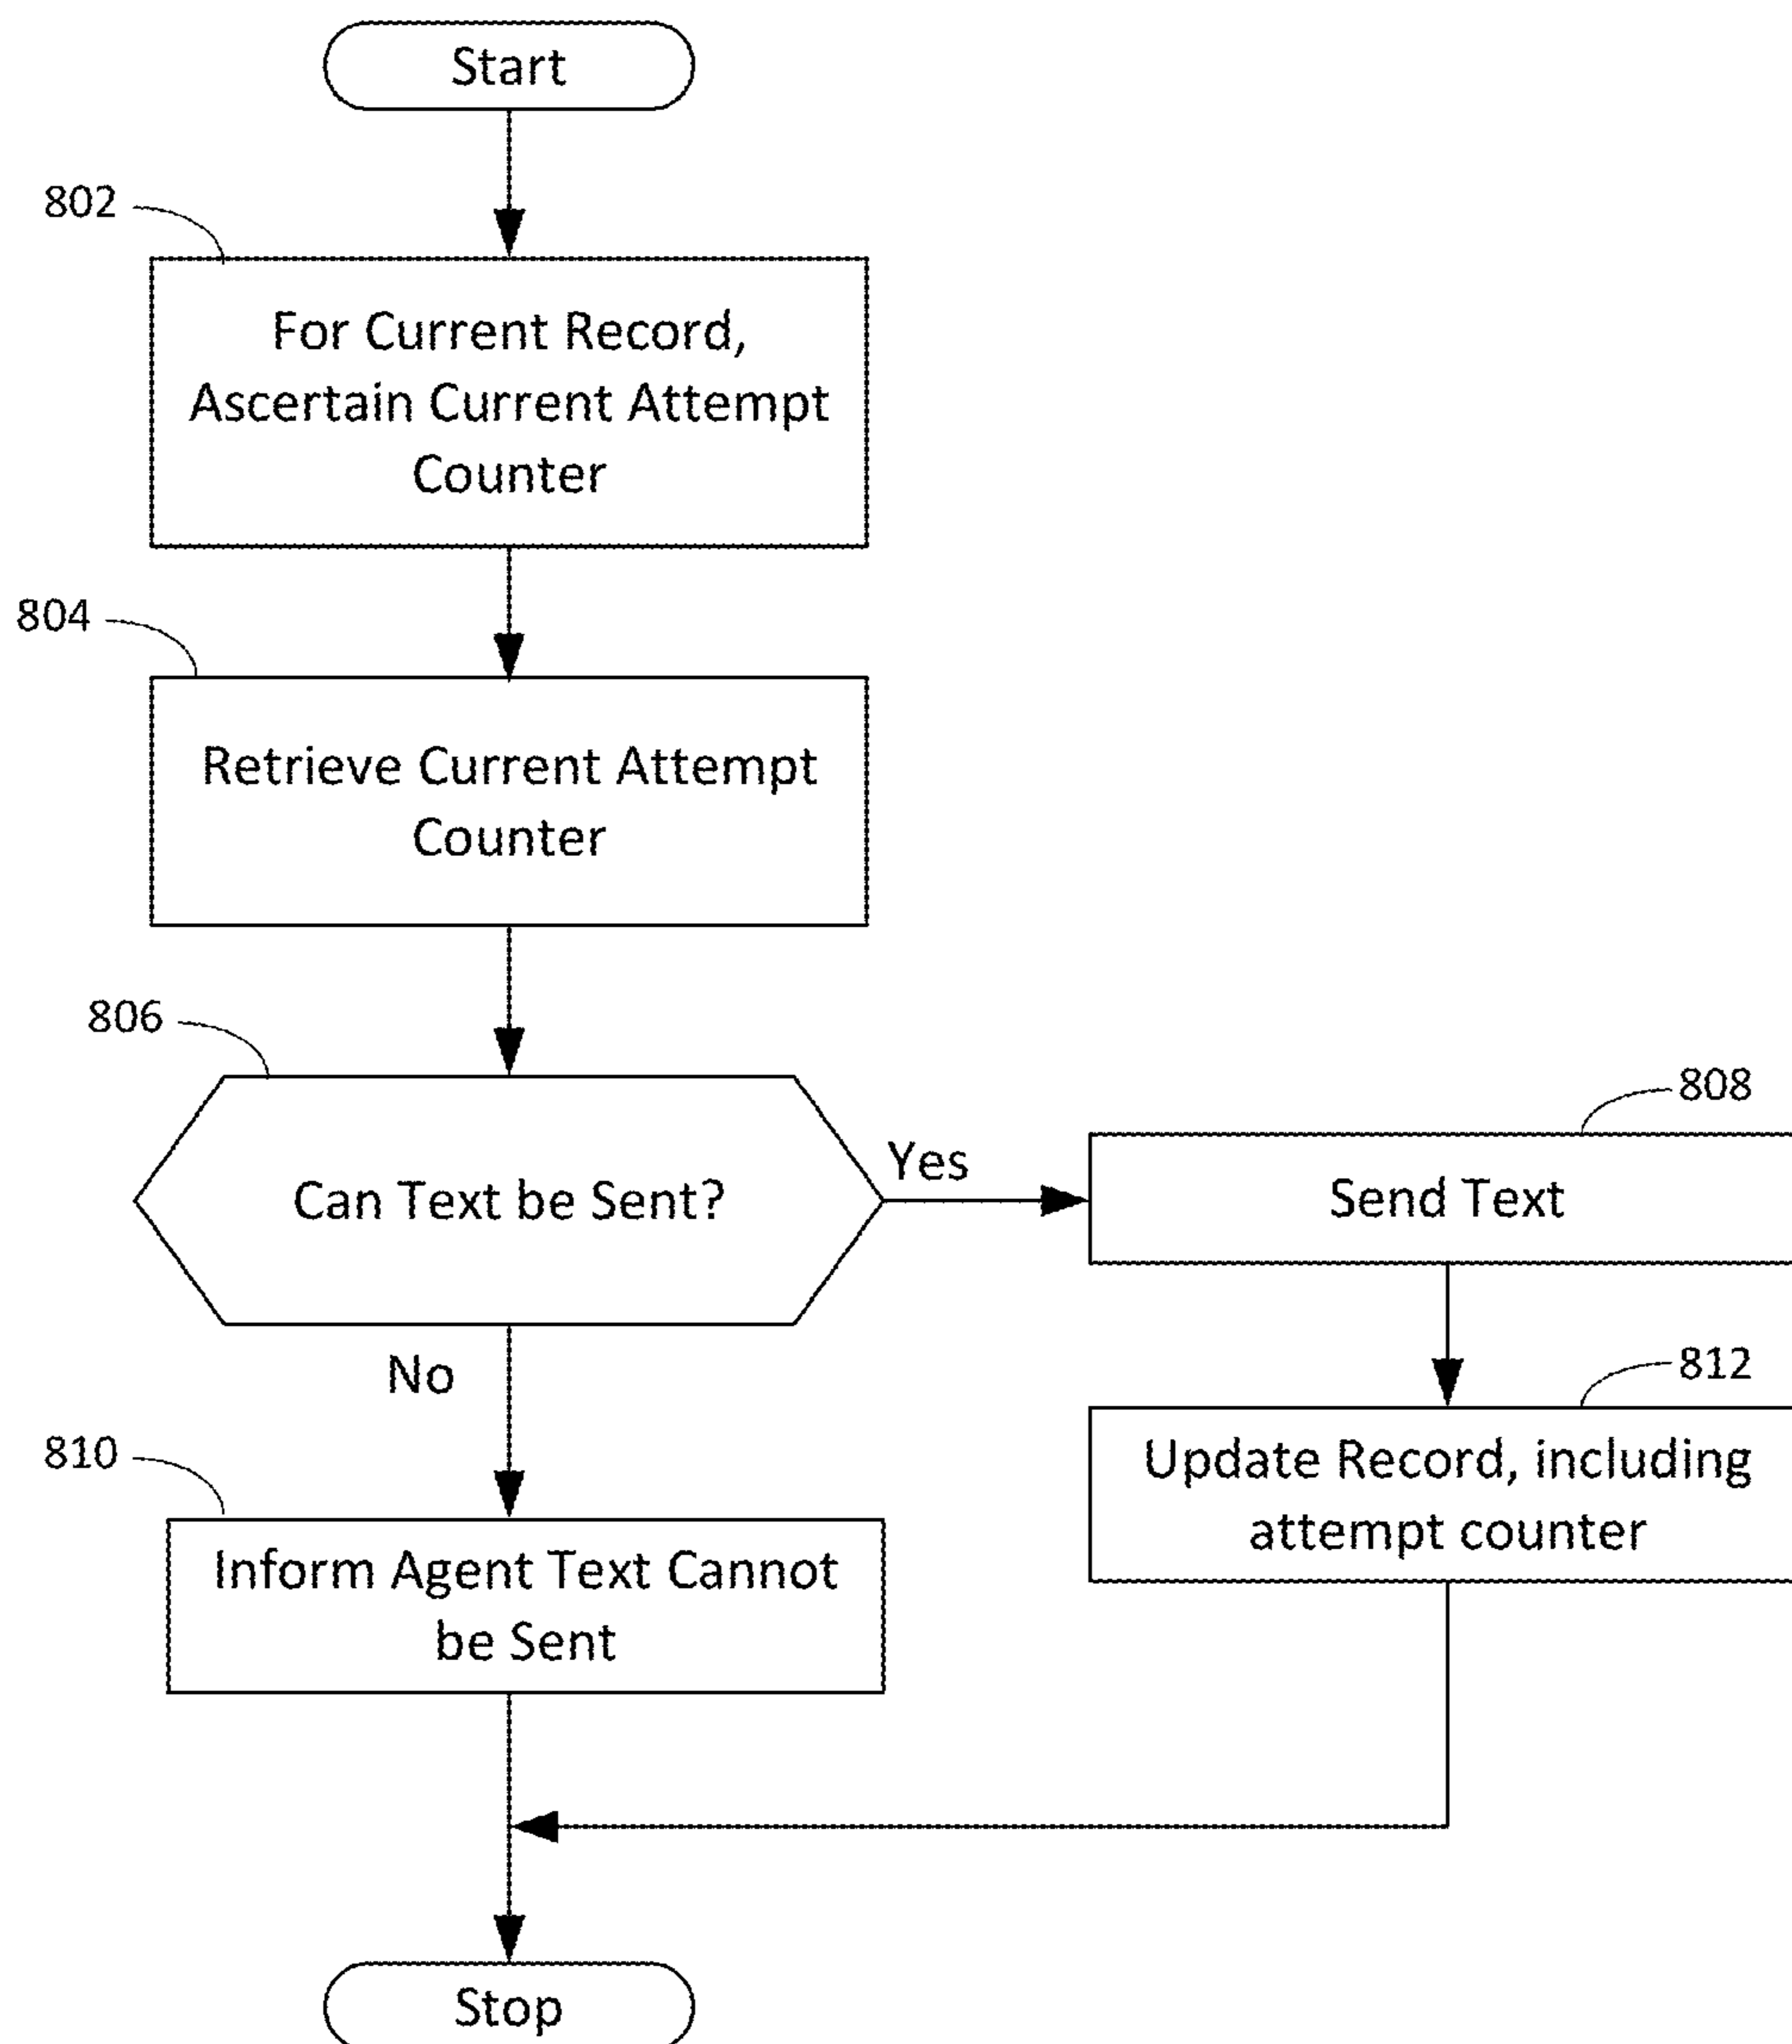 Start
802
For Current Record,
Ascertain Current Attempt
Counter
804
Retrieve Current Attempt
Counter
806
Can Text be Sent?
Yes
808
Send Text
No
812
Update Record, including
attempt counter
810
Inform Agent Text Cannot
be Sent
Stop